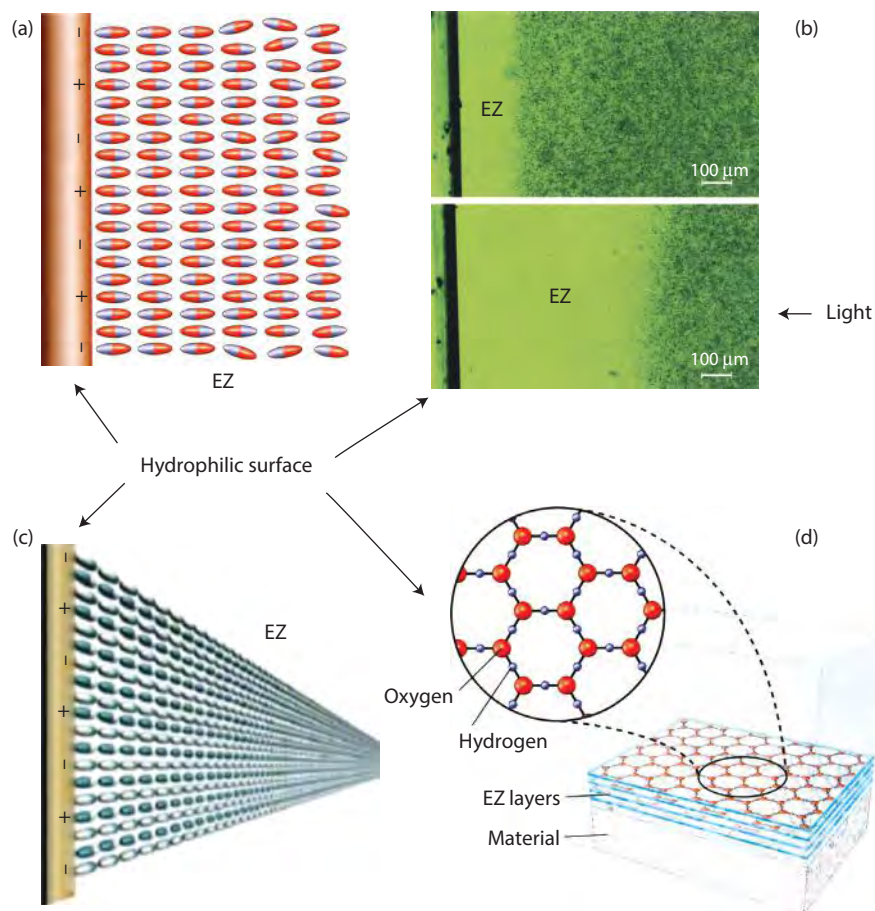 (a)
−
+
−
+
−
+
−
EZ
(b)
EZ
100 μm
EZ
100 μm
Light
Hydrophilic surface
(c)
−
+
−
+
−
+
−
EZ
(d)
Oxygen
Hydrogen
EZ layers
Material